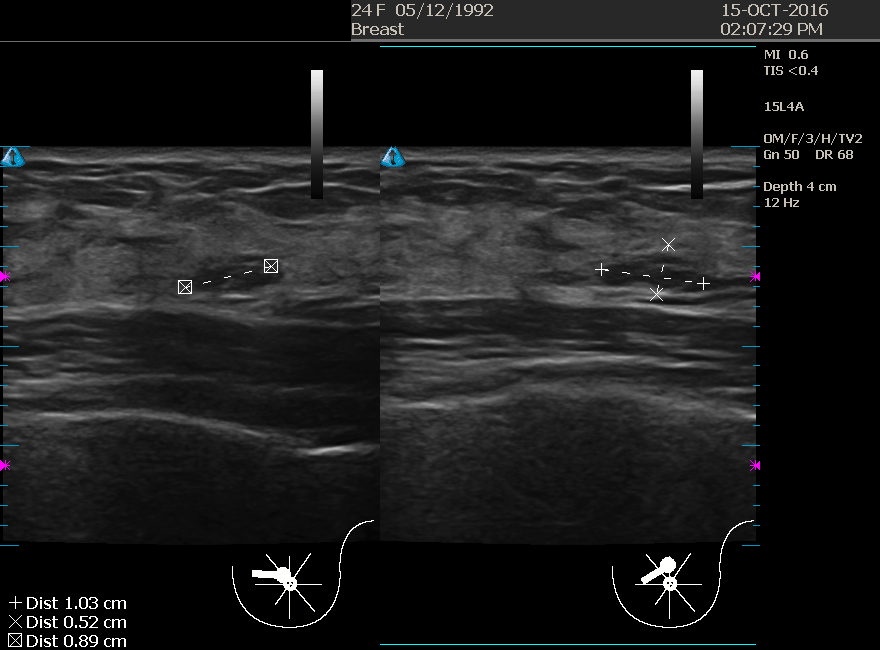 24 F 05/12/1992
15-OCT-2016
Breast
02:07:29 PM
MI 0.6
TIS <0.4
15L4A
OM/F/3/H/TV2
Gn 50 DR 68
Depth 4 cm
12 Hz
Dist 1.03 cm
Dist 0.52 cm
Dist 0.89 cm